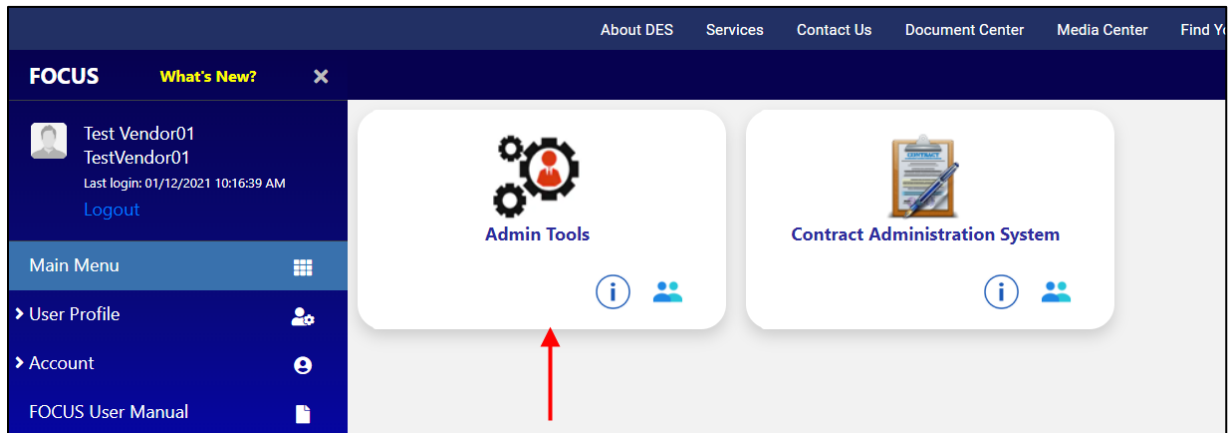 About DES Services Contact Us Document Center Media Center Find
FOCUS What's New?
Test Vendor01
TestVendor01
Last login: 01/12/2021 10:16:39 AM
Logout
Main Menu
User Profile
Account
FOCUS User Manual
CONTRACT
Admin Tools
Contract Administration System